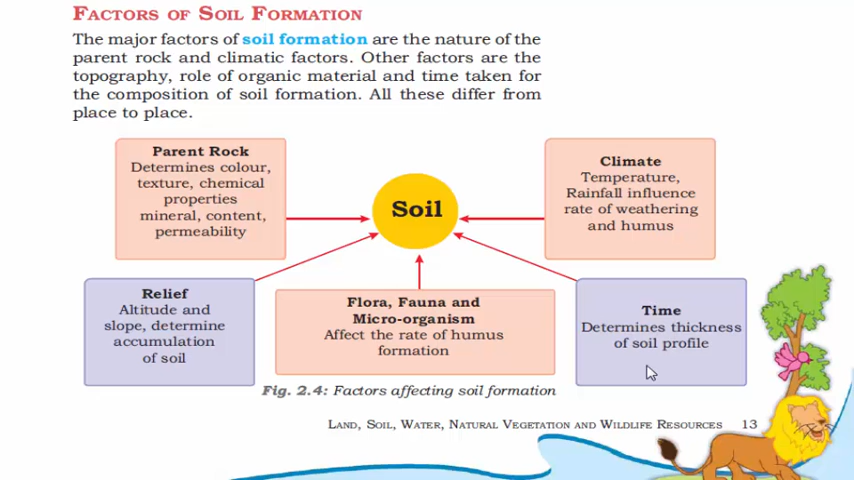 FACTORS OF SOIL FORMATION
The major factors of soil formation are the nature of the
parent rock and climatic factors. Other factors are the
topography, role of organic material and time taken for
the composition of soil formation. All these differ from
place to place.
Parent Rock
Determines colour,
texture, chemical
properties
mineral, content,
permeability
Soil
Climate
Temperature,
Rainfall influence
rate of weathering
and humus
Relief
Altitude and
slope, determine
accumulation
of soil
Flora, Fauna and
Micro-organism
Affect the rate of humus
formation
Time
Determines thickness
of soil profile
Fig. 2.4: Factors affecting soil formation
LAND, SOIL, WATER, NATURAL VEGETATION AND WILDLIFE RESOURCES 13